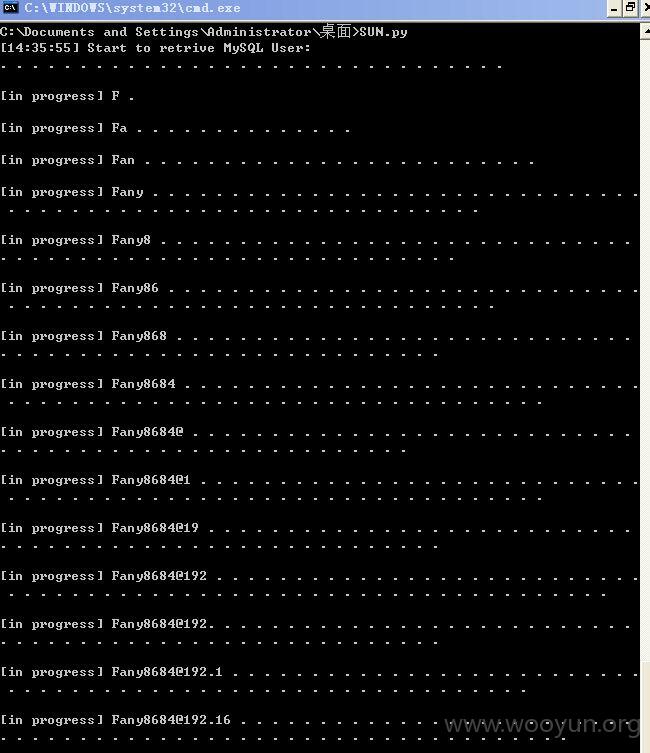 C:\WINDOWS\system32\cmd.exe
C:\Documents and Settings\Administrator\桌面>SUN.py
[14:35:55] Start to retrive MySQL User:
. . . . . . . . . . . . . . . . . . . . . . . . . . . . . . . .
[in progress] F .
[in progress] Fa . . . . . . . . . . . . . .
[in progress] Fan . . . . . . . . . . . . . . . . . . . . . . . . .
[in progress] Fany . . . . . . . . . . . . . . . . . . . . . . . . . . . . . . .
. . . . . . . . . . . . . . . . . . . . . . . . . . . . . .
[in progress] Fany8 . . . . . . . . . . . . . . . . . . . . . . . . . . . . . .
. . . . . . . . . . . . . . . . . . . . . . . . . . . . .
[in progress] Fany86 . . . . . . . . . . . . . . . . . . . . . . . . . . . . . .
. . . . . . . . . . . . . . . . . . . . . . . . . . . . . . .
[in progress] Fany868 . . . . . . . . . . . . . . . . . . . . . . . . . . . . .
. . . . . . . . . . . . . . . . . . . . . . . . . . . .
[in progress] Fany8684 . . . . . . . . . . . . . . . . . . . . . . . . . . . . .
. . . . . . . . . . . . . . . . . . . . . . . . . . . . . . . . . .
[in progress] Fany8684@ . . . . . . . . . . . . . . . . . . . . . . . . . . . .
. . . . . . . . . . . . . . . . . . . . . . . . . .
[in progress] Fany8684@1 . . . . . . . . . . . . . . . . . . . . . . . . . . . .
. . . . . . . . . . . . . . . . . . . . . . . . . . . . . . . . . .
[in progress] Fany8684@19 . . . . . . . . . . . . . . . . . . . . . . . . . . .
. . . . . . . . . . . . . . . . . . . . . . . . . . . .
[in progress] Fany8684@192 . . . . . . . . . . . . . . . . . . . . . . . . . . .
. . . . . . . . . . . . . . . . . . . . . . . . . . . . . . . . . . . . . .
[in progress] Fany8684@192. . . . . . . . . . . . . . . . . . . . . . . . . . .
. . . . . . . . . . . . . . . . . . . . . . . . . . . .
[in progress] Fany8684@192.1 . . . . . . . . . . . . . . . . . . . . . . . . . .
. . . . . . . . . . . . . . . . . . . . . . . . . . . . . . . . .
[in progress] Fany8684@192.16 . . . . . . . . . . . . . . . . . . . . . . . . .
. . . . . . . . . . . . . . . . . . . . . . . . . . . . . . . . . . . .
www.wooyun.org